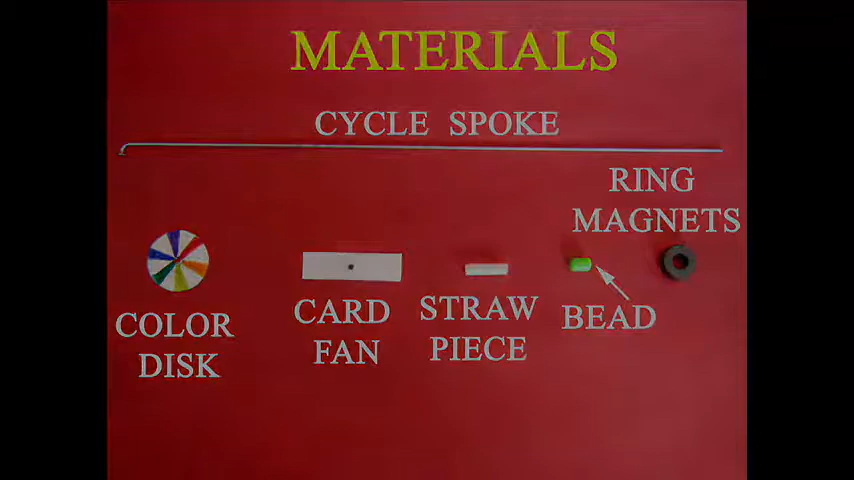 MATERIALS
CYCLE SPOKE
RING
MAGNETS
COLOR
DISK
CARD
FAN
STRAW
PIECE
BEAD